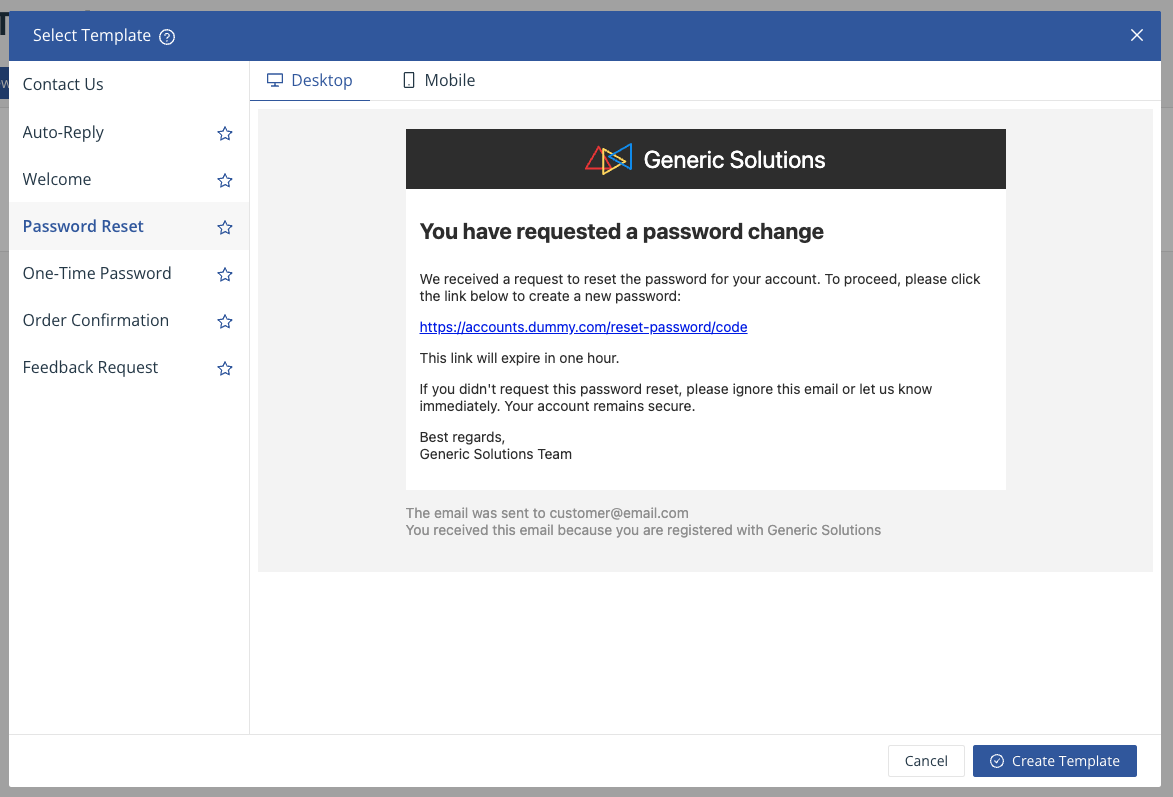 Select Template
Contact Us
Auto-Reply
Welcome
Password Reset
One-Time Password
Order Confirmation
Feedback Request
Desktop
Mobile
Generic Solutions
You have requested a password change
We received a request to reset the password for your account. To proceed, please click
the link below to create a new password:
https://accounts.dummy.com/reset-password/code
This link will expire in one hour.
If you didn't request this password reset, please ignore this email or let us know
immediately. Your account remains secure.
Best regards,
Generic Solutions Team
The email was sent to customer@email.com
You received this email because you are registered with Generic Solutions
Cancel
Create Template